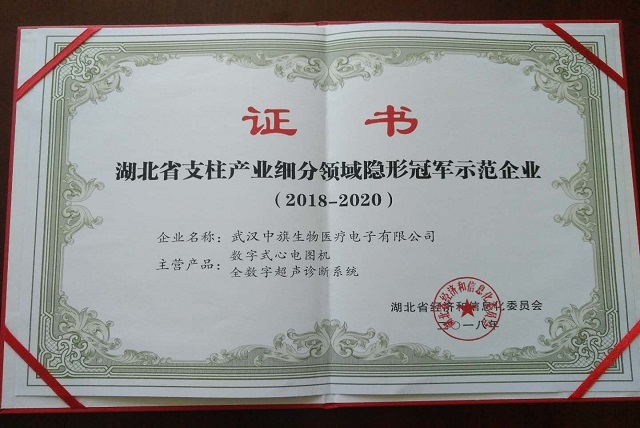 证书
湖北省支柱产业细分领域隐形冠军示范企业
（2018-2020）
企业名称：武汉中旗生物医疗电子有限公司
主营产品：数字式心电图机
全数字超声诊断系统
湖北省经济和信息化委员会
二〇一八年